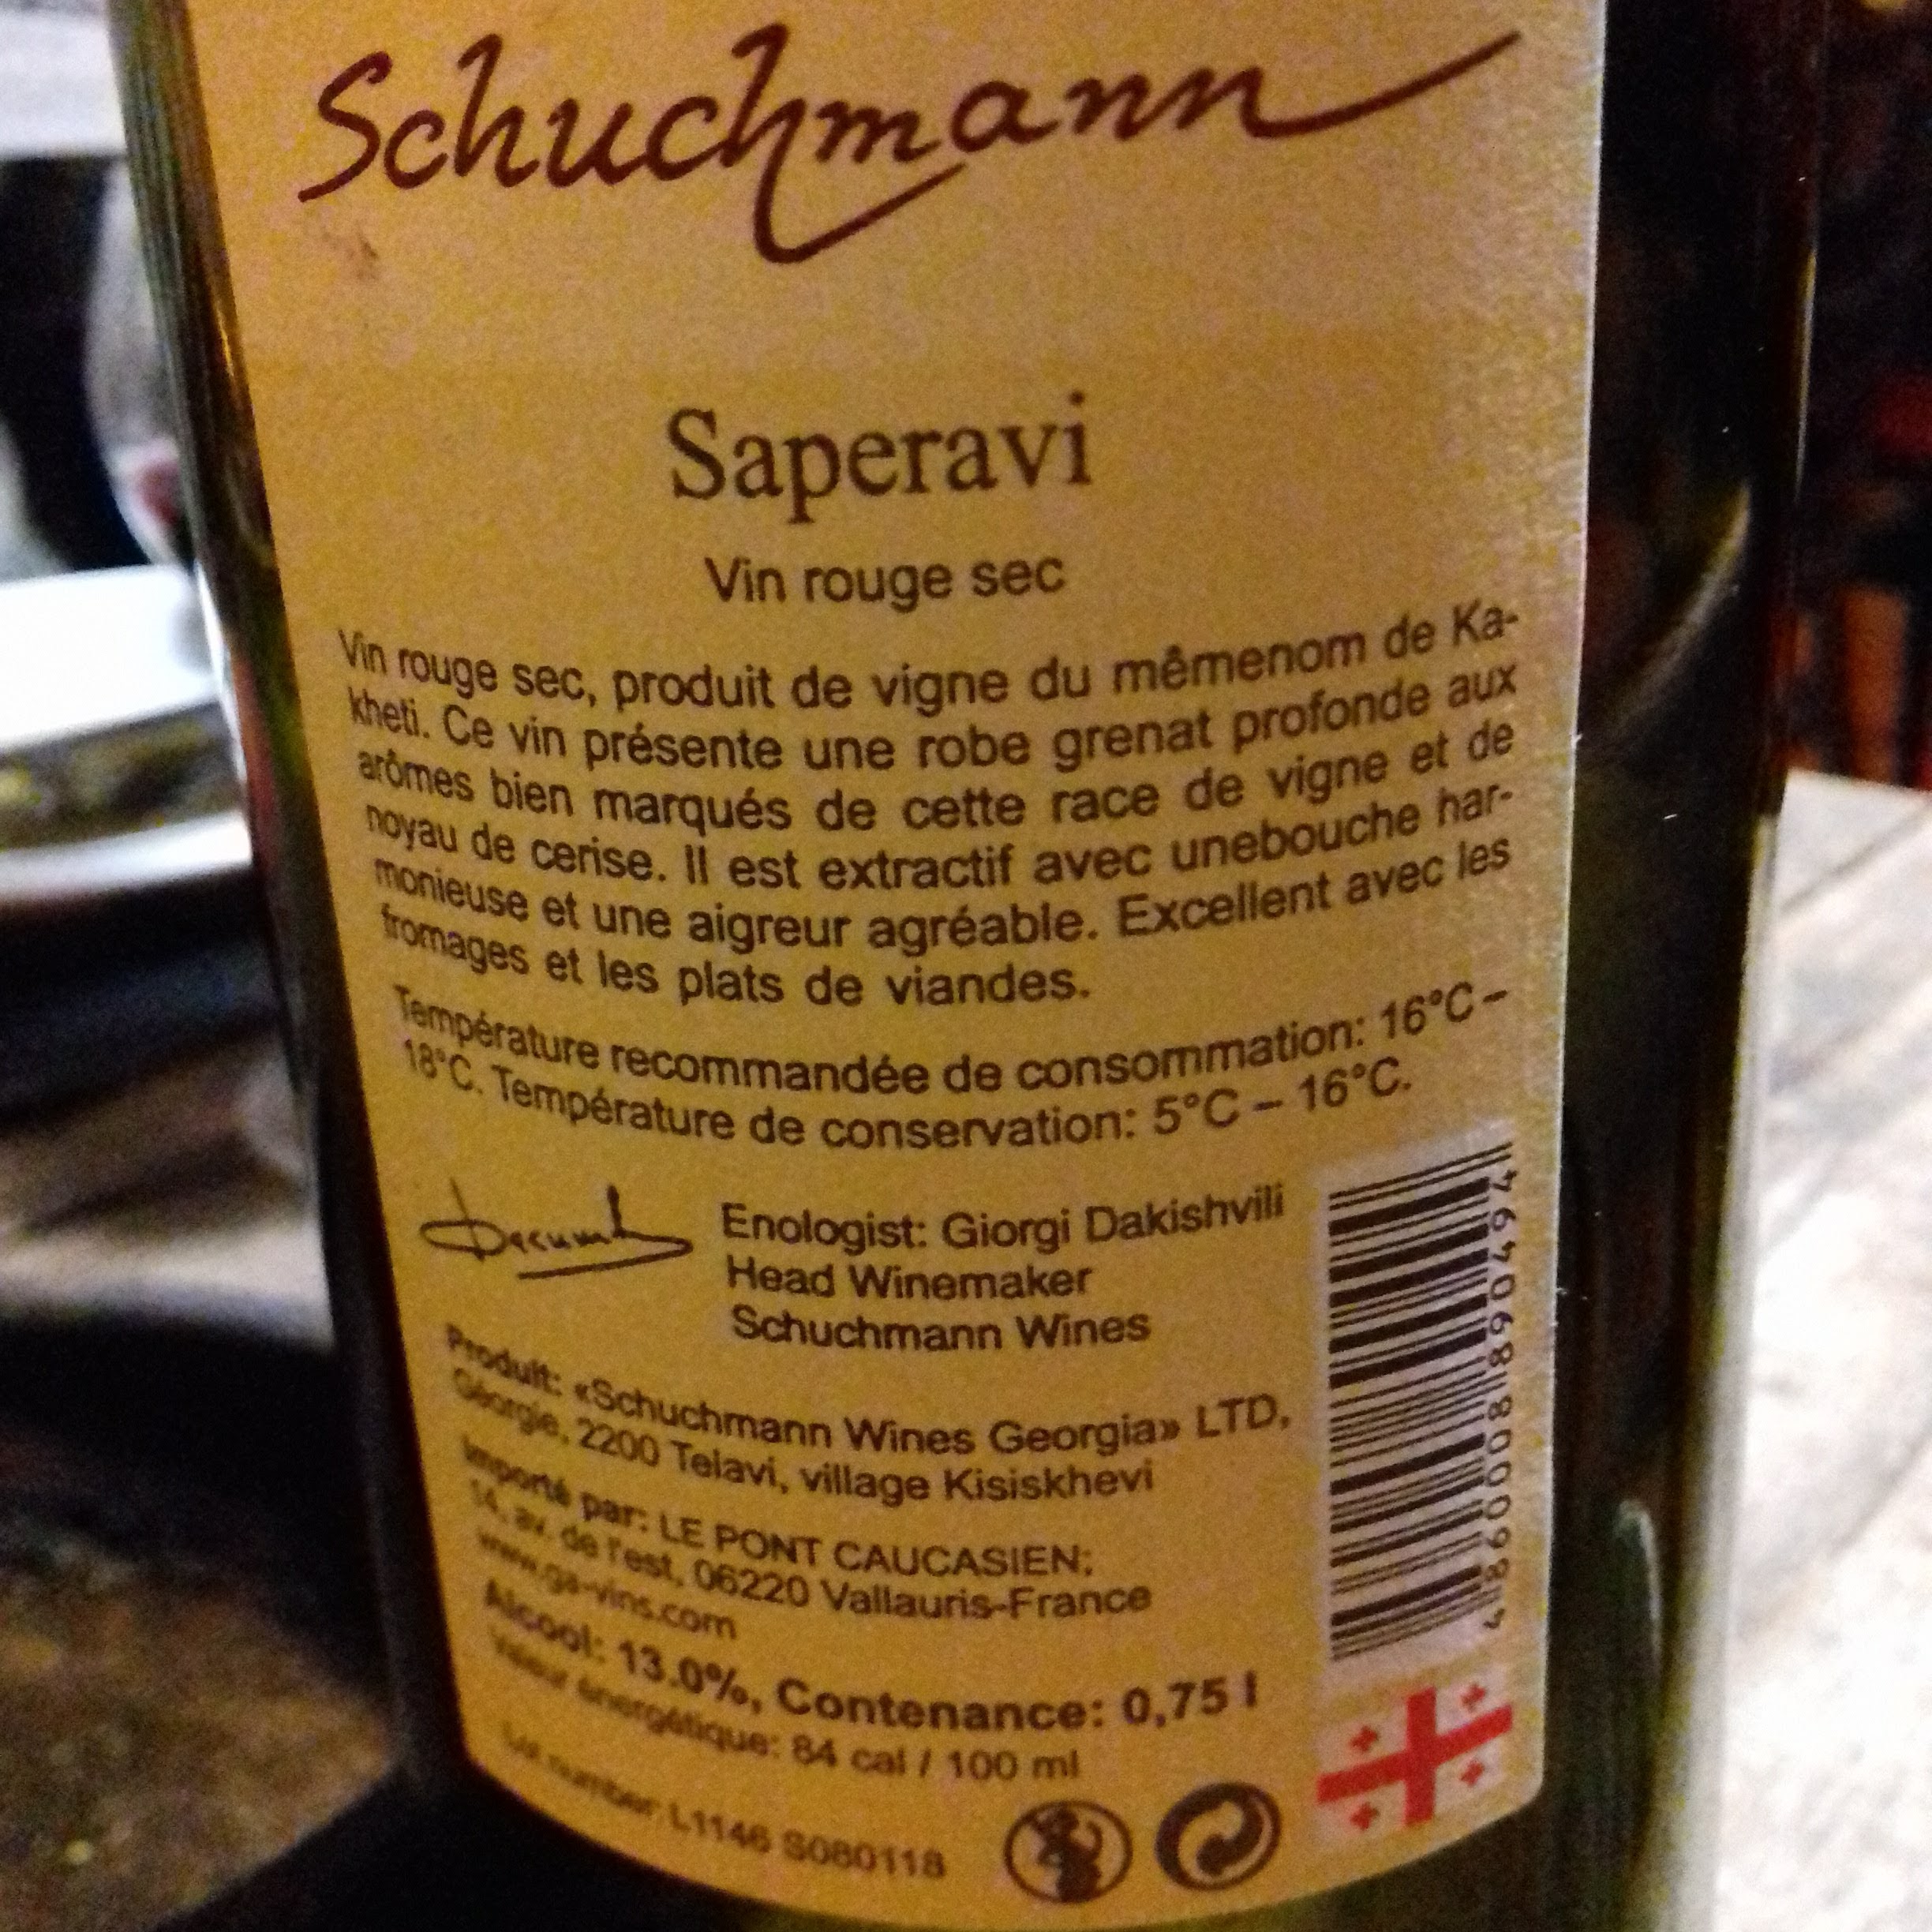 Schuchmann
Saperavi
Vin rouge sec
Vin rouge sec, produit de vigne du mêmenom de Ka-
kheti. Ce vin présente une robe grenat profonde aux
arômes bien marqués de cette race de vigne et de
noyau de cerise. Il est extractif avec unebouche har-
monieuse et une aigreur agréable. Excellent avec les
fromages et les plats de viandes.
Température recommandée de consommation: 16°C –
18°C. Température de conservation: 5°C – 16°C.
Enologist: Giorgi Dakishvili
Head Winemaker
Schuchmann Wines
Produit: «Schuchmann Wines Georgia» LTD,
Géorgie, 2200 Telavi, village Kisiskhevi
Importé par: LE PONT CAUCASIEN;
14, av. de l'est, 06220 Vallauris-France
www.ga-vins.com
Alcool: 13.0%, Contenance: 0,75 l
Valeur énergétique: 84 cal / 100 ml
Lot number: L1146 S080118